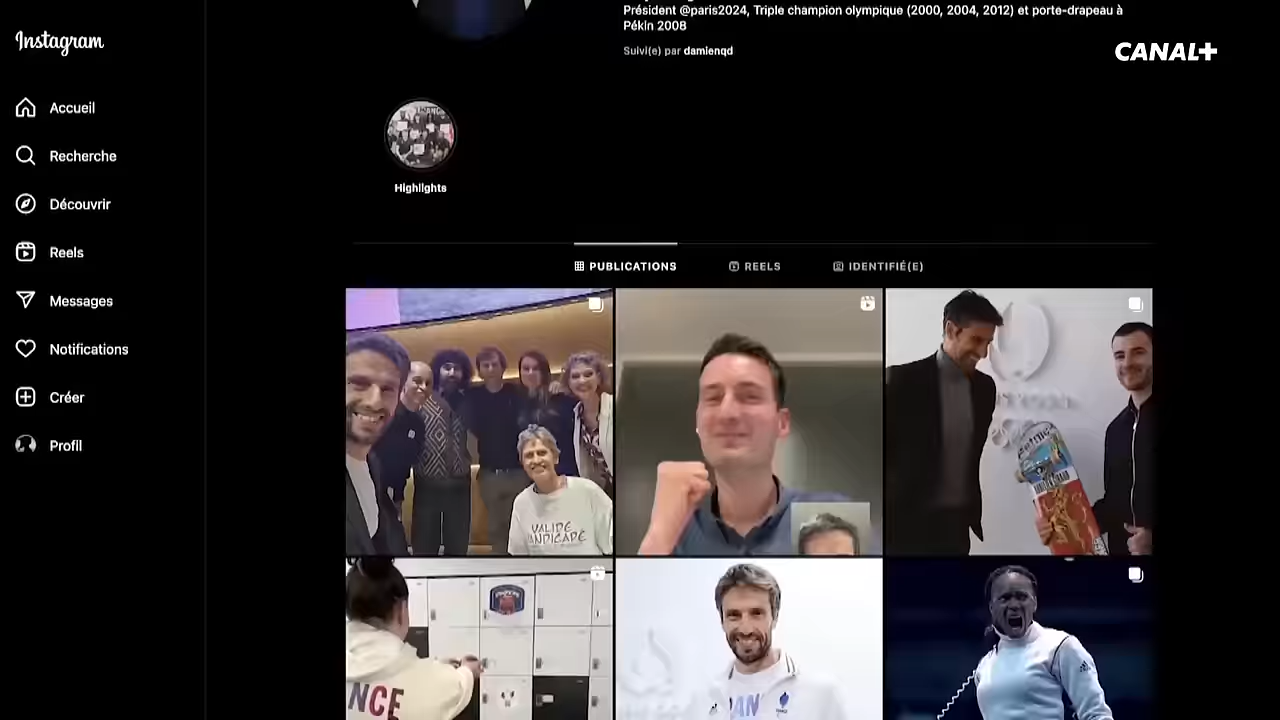 Président @paris2024, Triple champion olympique (2000, 2004, 2012) et porte-drapeau à
Pékin 2008
Suivi(e) par damienqd
Instagram
CANAL+
Accueil
Recherche
Découvrir
Reels
Messages
Notifications
Créer
Profil
Highlights
PUBLICATIONS
REELS
IDENTIFIÉ(E)
VALIDE
HANDICAPÉ
NCE